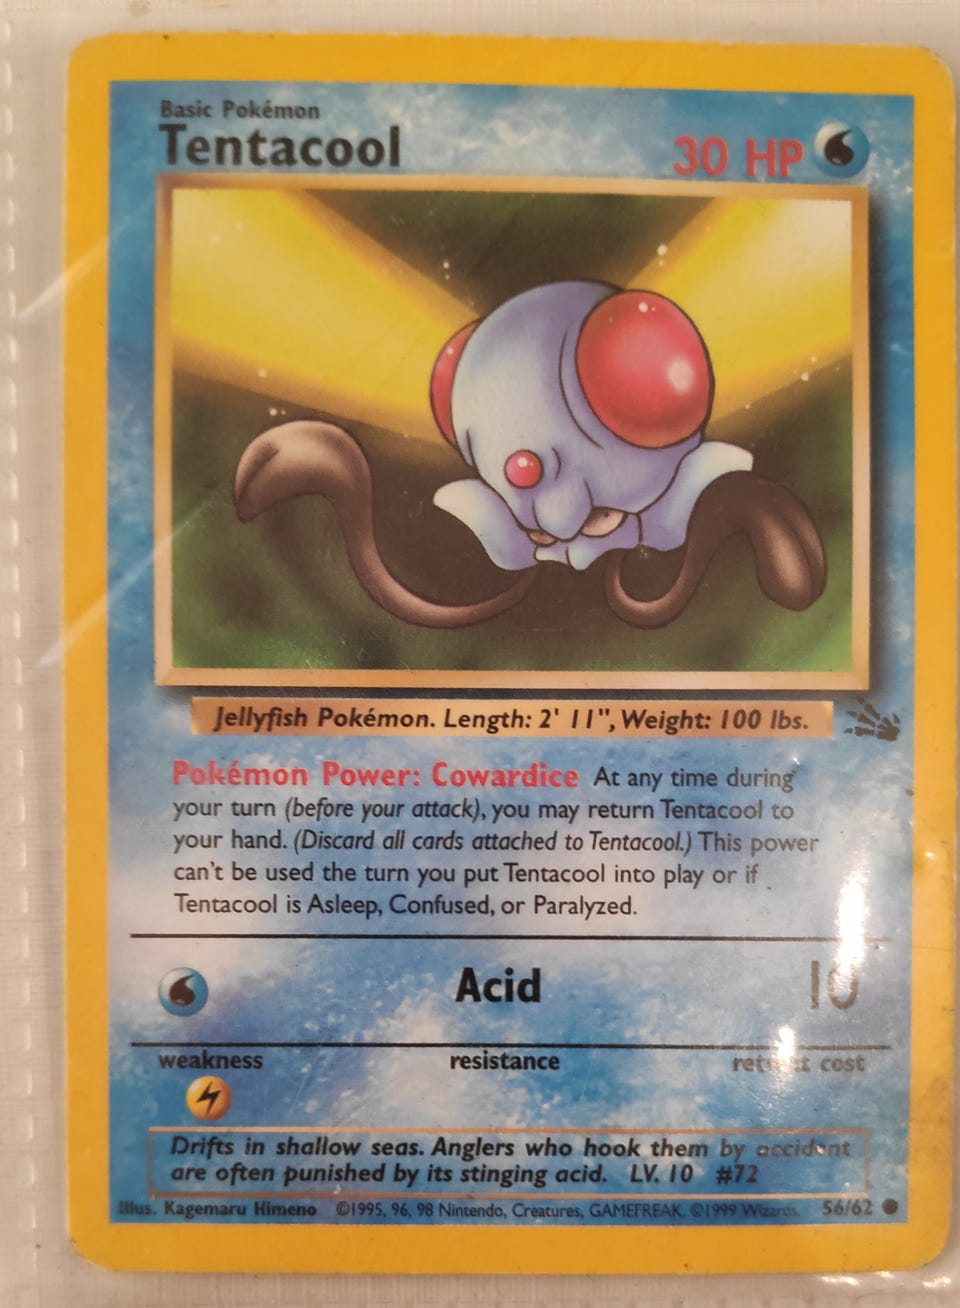 Basic Pokémon
Tentacool
30 HP
Jellyfish Pokémon. Length: 2' 11", Weight: 100 lbs.
Pokémon Power: Cowardice At any time during
your turn (before your attack), you may return Tentacool to
your hand. (Discard all cards attached to Tentacool.) This power
can't be used the turn you put Tentacool into play or if
Tentacool is Asleep, Confused, or Paralyzed.
Acid 10
weakness resistance retreat cost
Drifts in shallow seas. Anglers who hook them by accident
are often punished by its stinging acid. LV. 10 #72
Illus. Kagemaru Himeno ©1995, 96, 98 Nintendo, Creatures, GAMEFREAK. ©1999 Wizards. 56/62